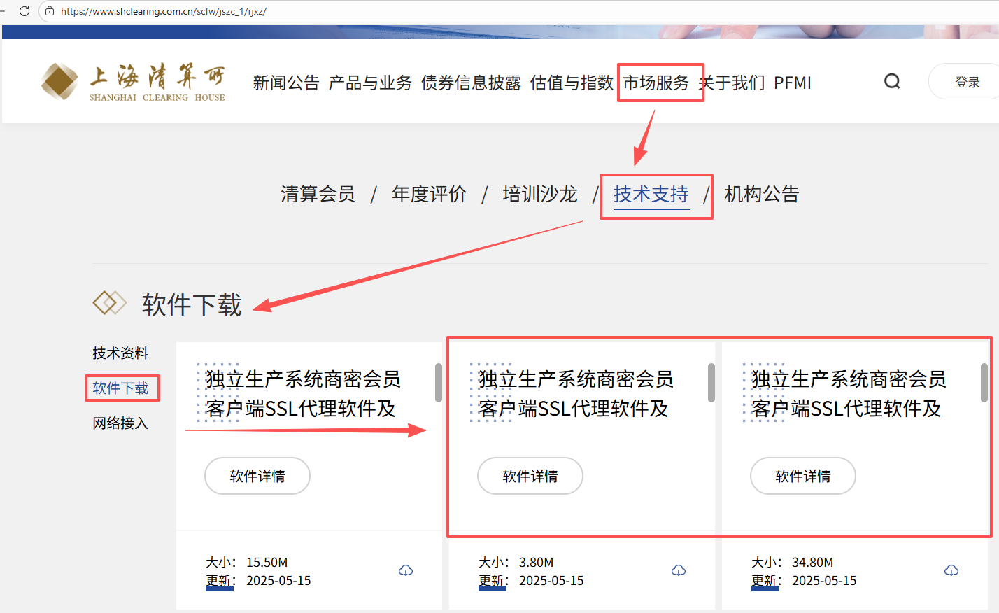 https://www.shclearing.com.cn/scfw/jszc_1/rjxz/
上海清算所
SHANGHAI CLEARING HOUSE
新闻公告 产品与业务 债券信息披露 估值与指数 市场服务 关于我们 PFMI
登录
清算会员 / 年度评价 / 培训沙龙 / 技术支持 / 机构公告
软件下载
技术资料
软件下载
网络接入
独立生产系统商密会员
客户端SSL代理软件及
软件详情
大小： 15.50M
更新： 2025-05-15
独立生产系统商密会员
客户端SSL代理软件及
软件详情
大小： 3.80M
更新： 2025-05-15
独立生产系统商密会员
客户端SSL代理软件及
软件详情
大小： 34.80M
更新： 2025-05-15